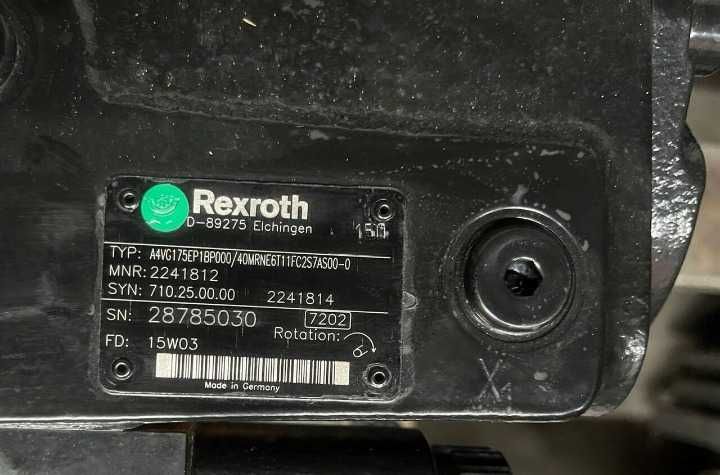 Rexroth
D-89275 Elchingen
TYP: A4VG175EP1BP000/40MRNE6T11FC2S7AS00-0
MNR: 2241812
SYN: 710.25.00.00 2241814
SN: 28785030 7202
Rotation:
FD: 15W03
Made in Germany
X1